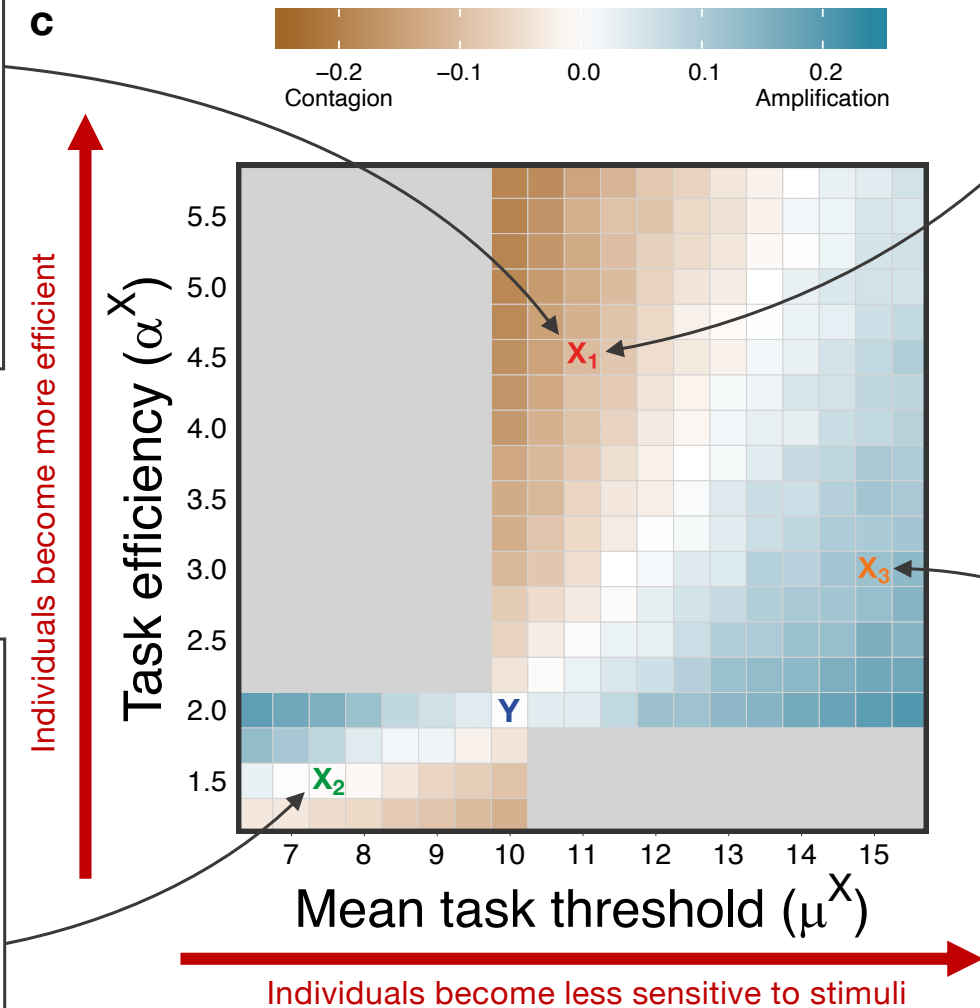 c
−0.2 −0.1 0.0 0.1 0.2
Contagion Amplification
Individuals become more efficient
Task efficiency (α^X)
5.5
5.0
4.5
4.0
3.5
3.0
2.5
2.0
1.5
X₁
X₃
Y
X₂
7 8 9 10 11 12 13 14 15
Mean task threshold (μ^X)
Individuals become less sensitive to stimuli